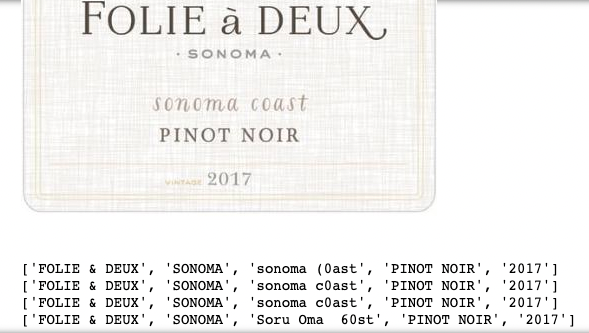 FOLIE à DEUX
· SONOMA ·
sonoma coast
PINOT NOIR
VINTAGE 2017
['FOLIE & DEUX', 'SONOMA', 'sonoma (0ast', 'PINOT NOIR', '2017']
['FOLIE & DEUX', 'SONOMA', 'sonoma c0ast', 'PINOT NOIR', '2017']
['FOLIE & DEUX', 'SONOMA', 'sonoma c0ast', 'PINOT NOIR', '2017']
['FOLIE & DEUX', 'SONOMA', 'Soru Oma  60st', 'PINOT NOIR', '2017']